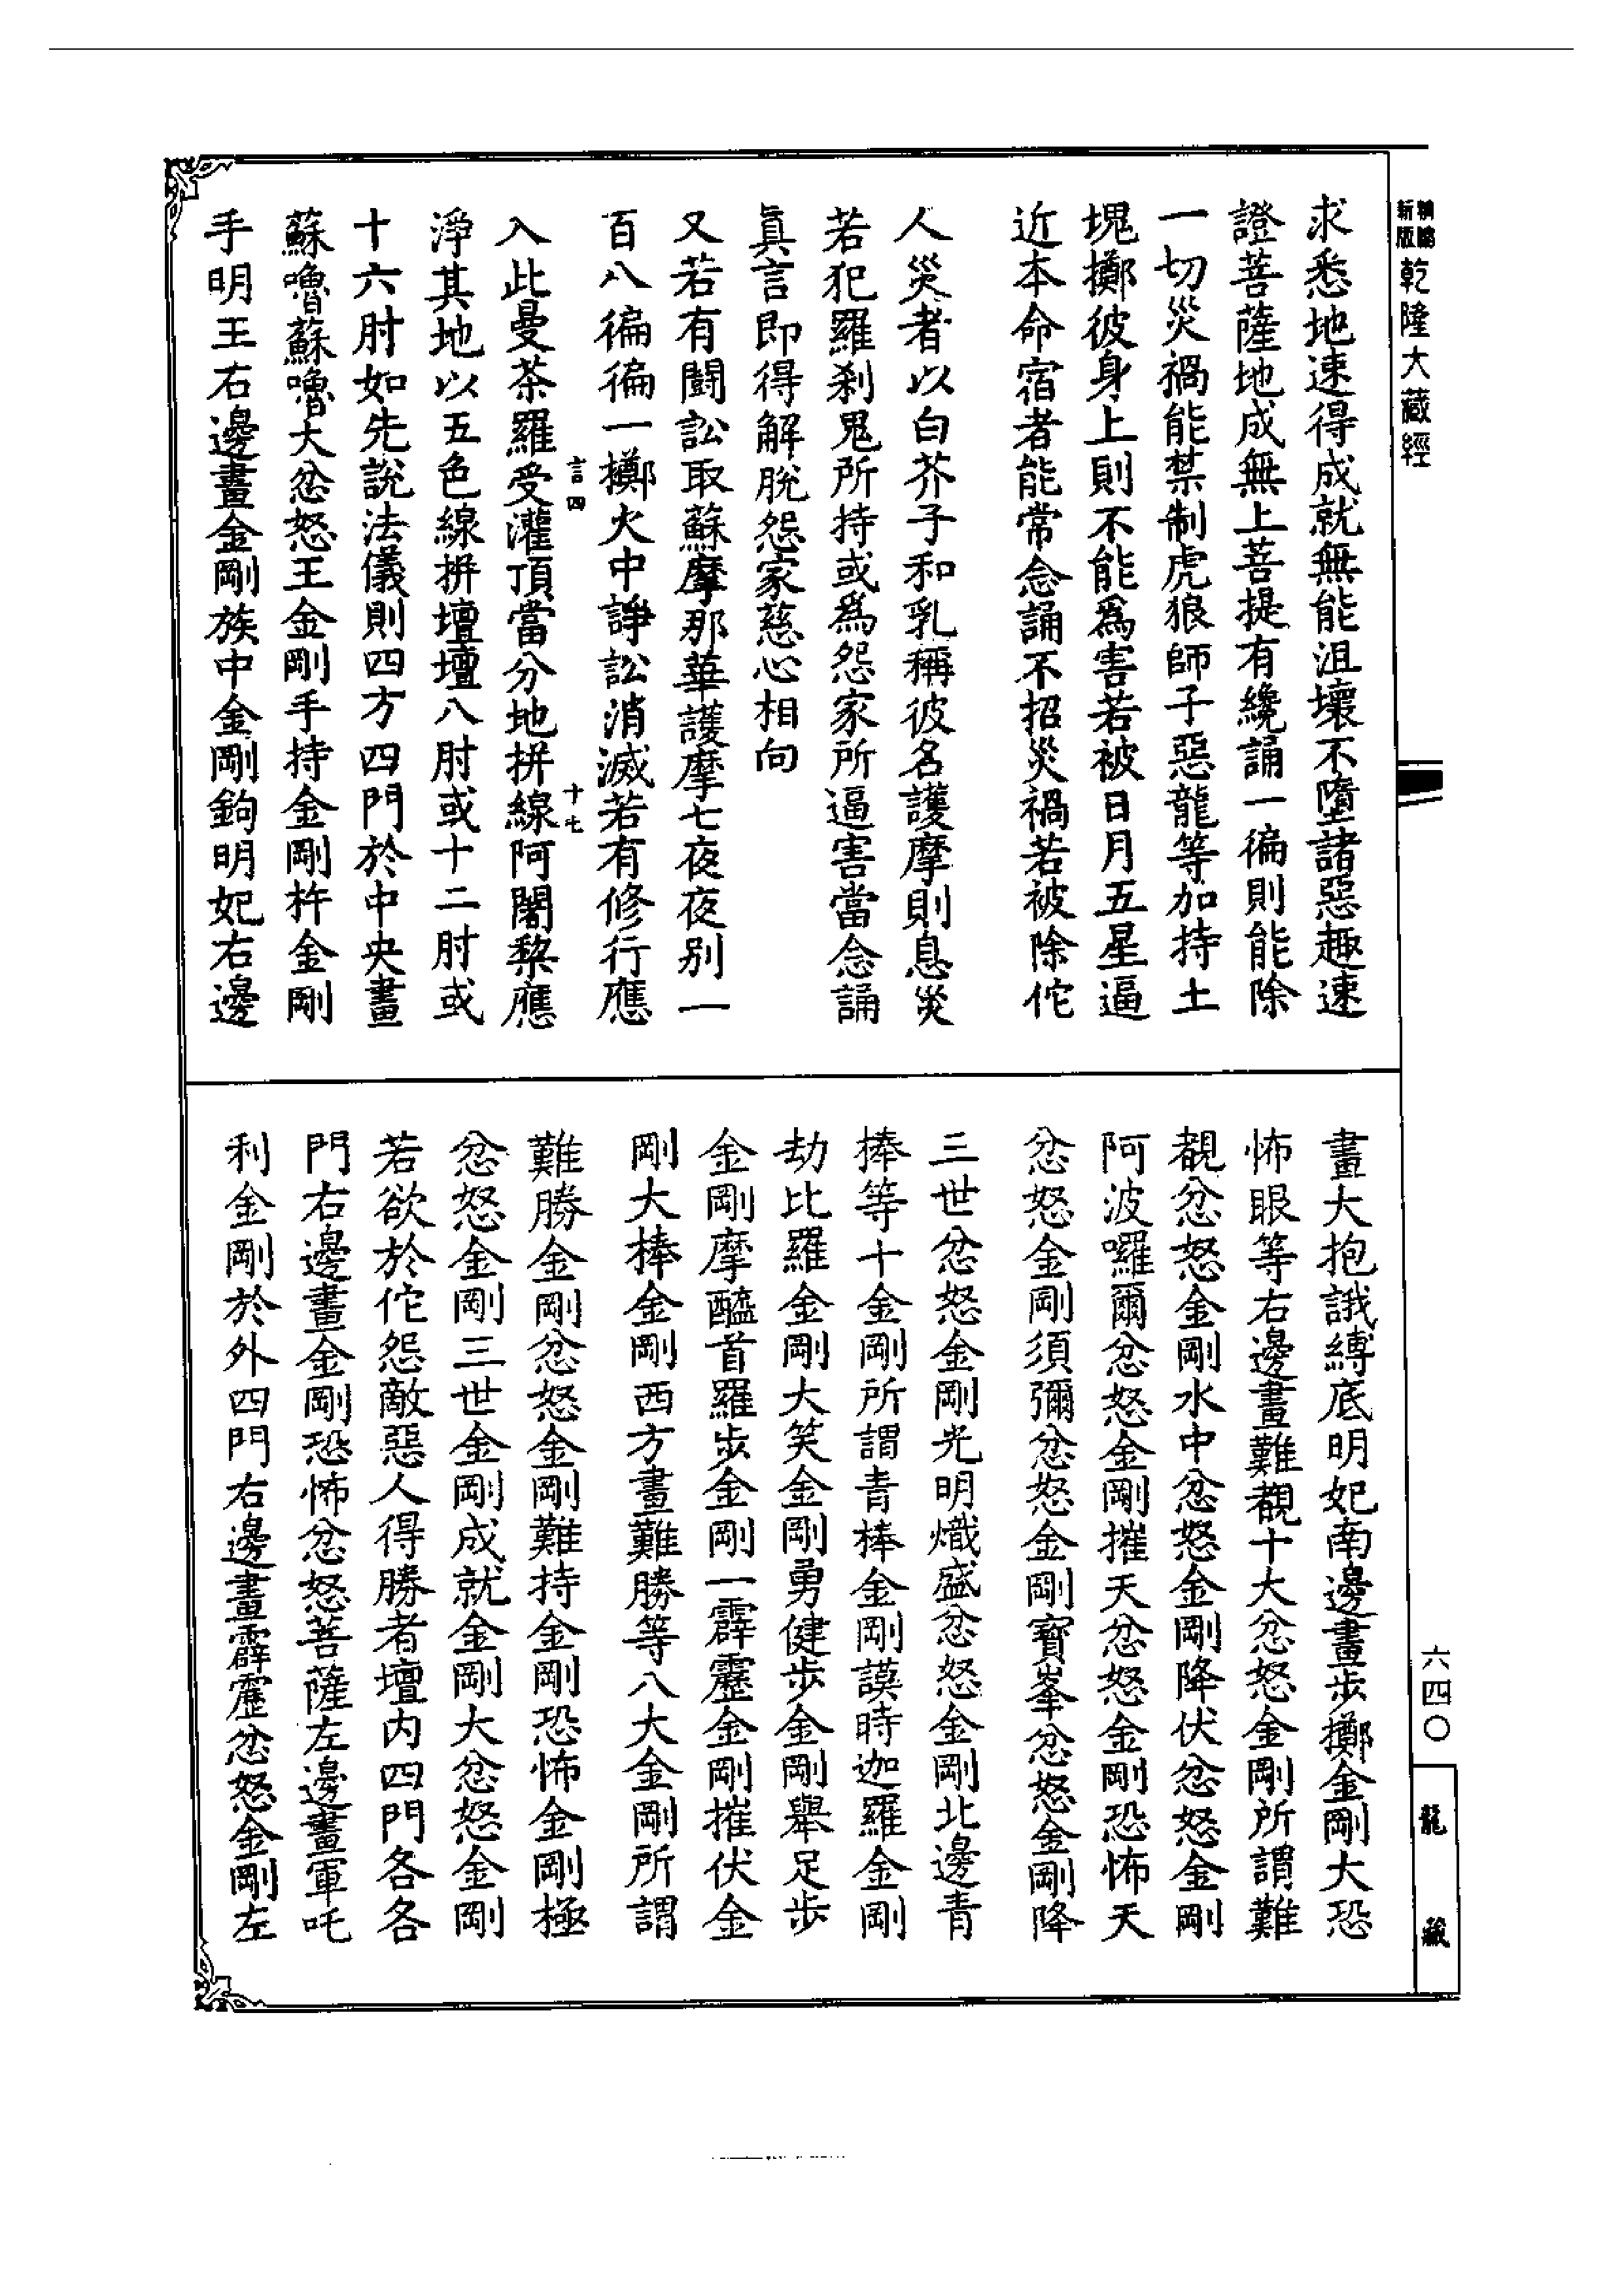 精縮新版乾隆大藏經
求悉地速得成就無能沮壞不墮諸惡趣速
證菩薩地成無上菩提有纔誦一徧則能除
一切災禍能禁制虎狼師子惡龍等加持土
塊擲彼身上則不能爲害若被日月五星逼
近本命宿者能常念誦不招災禍若被除佗
人災者以白芥子和乳稱彼名護摩則息災
若犯羅剎鬼所持或爲怨家所逼害當念誦
眞言即得解脫怨家慈心相向
又若有鬪訟取蘇摩那華護摩七夜夜別一
百八徧徧一擲火中諍訟消滅若有修行應
言四
十七
入此曼茶羅受灌頂當分地拼線阿闍棃應
淨其地以五色線拼壇壇八肘或十二肘或
十六肘如先說法儀則四方四門於中央畫
蘇嚕蘇嚕大忿怒王金剛手持金剛杵金剛
手明王右邊畫金剛族中金剛鉤明妃右邊
畫大抱誐縛底明妃南邊畫步擲金剛大恐
怖眼等右邊畫難覩十大忿怒金剛所謂難
覩忿怒金剛水中忿怒金剛降伏忿怒金剛
阿波囉爾忿怒金剛摧天忿怒金剛恐怖天
忿怒金剛須彌忿怒金剛寶峯忿怒金剛降
三世忿怒金剛光明熾盛忿怒金剛北邊青
棒等十金剛所謂青棒金剛謨時迦羅金剛
劫比羅金剛大笑金剛勇健步金剛舉足步
金剛摩醯首羅步金剛一霹靂金剛摧伏金
剛大棒金剛西方畫難勝等八大金剛所謂
難勝金剛忿怒金剛難持金剛恐怖金剛極
忿怒金剛三世金剛成就金剛大忿怒金剛
若欲於佗怨敵惡人得勝者壇内四門各各
門右邊畫金剛恐怖忿怒菩薩左邊畫軍吒
利金剛於外四門右邊畫霹靂忿怒金剛左
六四〇
龍藏